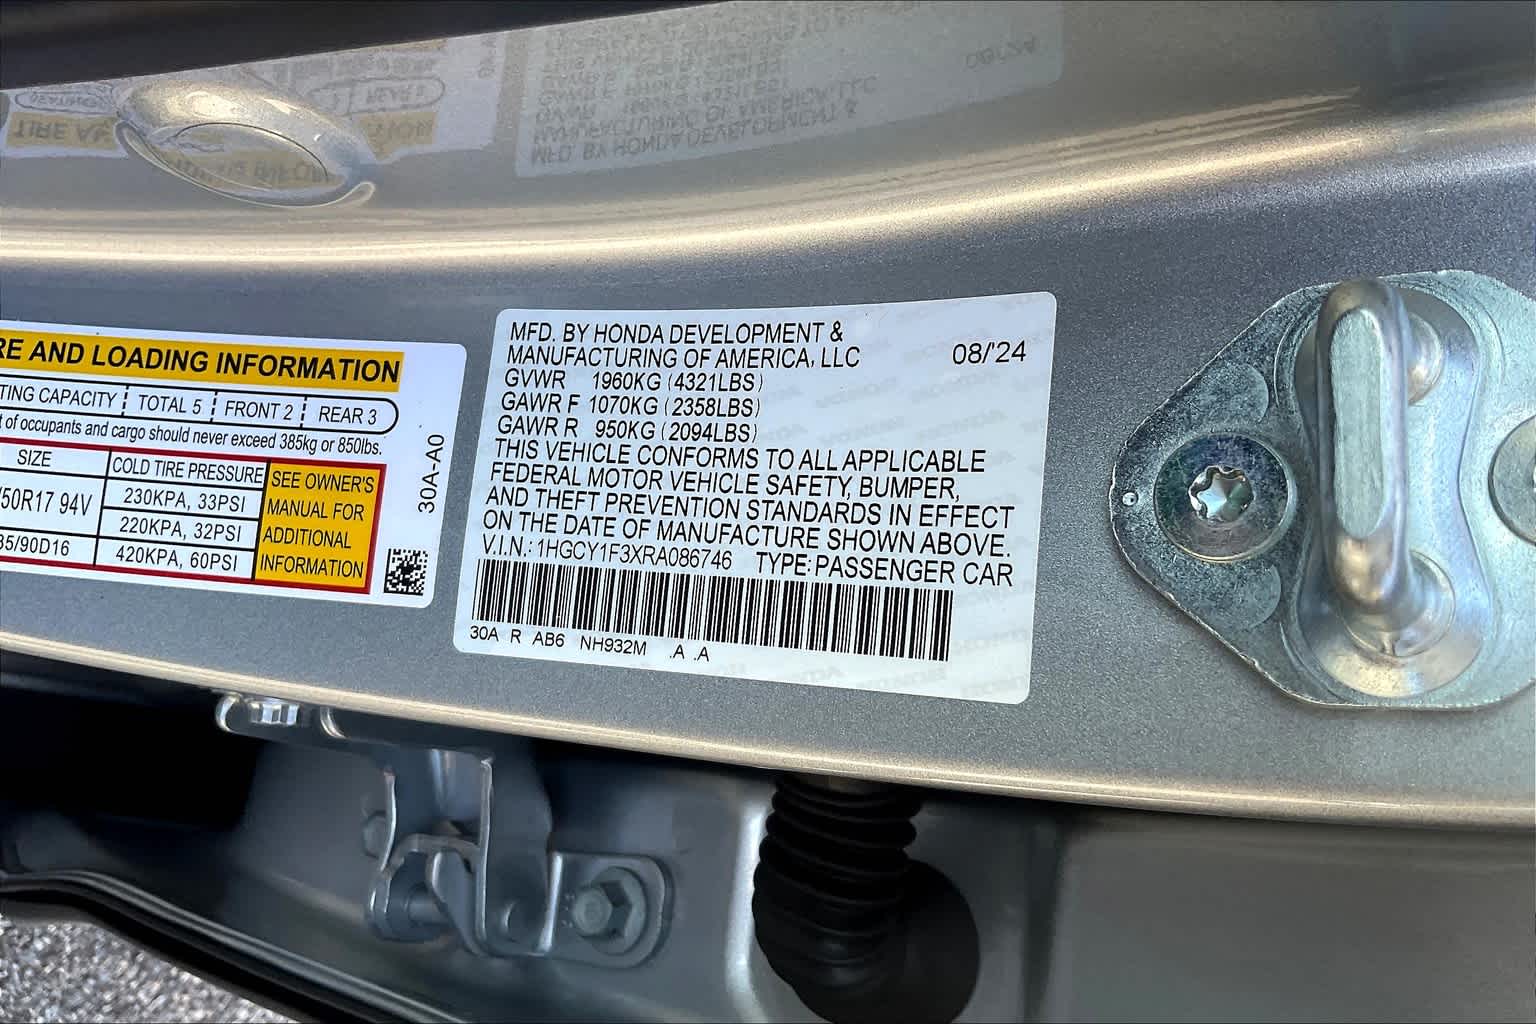 RE AND LOADING INFORMATION
TING CAPACITY TOTAL 5 FRONT 2 REAR 3
t of occupants and cargo should never exceed 385kg or 850lbs.
SIZE COLD TIRE PRESSURE SEE OWNER'S MANUAL FOR ADDITIONAL INFORMATION
/50R17 94V 230KPA, 33PSI
220KPA, 32PSI
35/90D16 420KPA, 60PSI
30A-A0
MFD. BY HONDA DEVELOPMENT &
MANUFACTURING OF AMERICA, LLC 08/'24
GVWR 1960KG (4321LBS)
GAWR F 1070KG (2358LBS)
GAWR R 950KG (2094LBS)
THIS VEHICLE CONFORMS TO ALL APPLICABLE
FEDERAL MOTOR VEHICLE SAFETY, BUMPER,
AND THEFT PREVENTION STANDARDS IN EFFECT
ON THE DATE OF MANUFACTURE SHOWN ABOVE.
V.I.N.: 1HGCY1F3XRA086746 TYPE: PASSENGER CAR
30A R AB6 NH932M .A .A